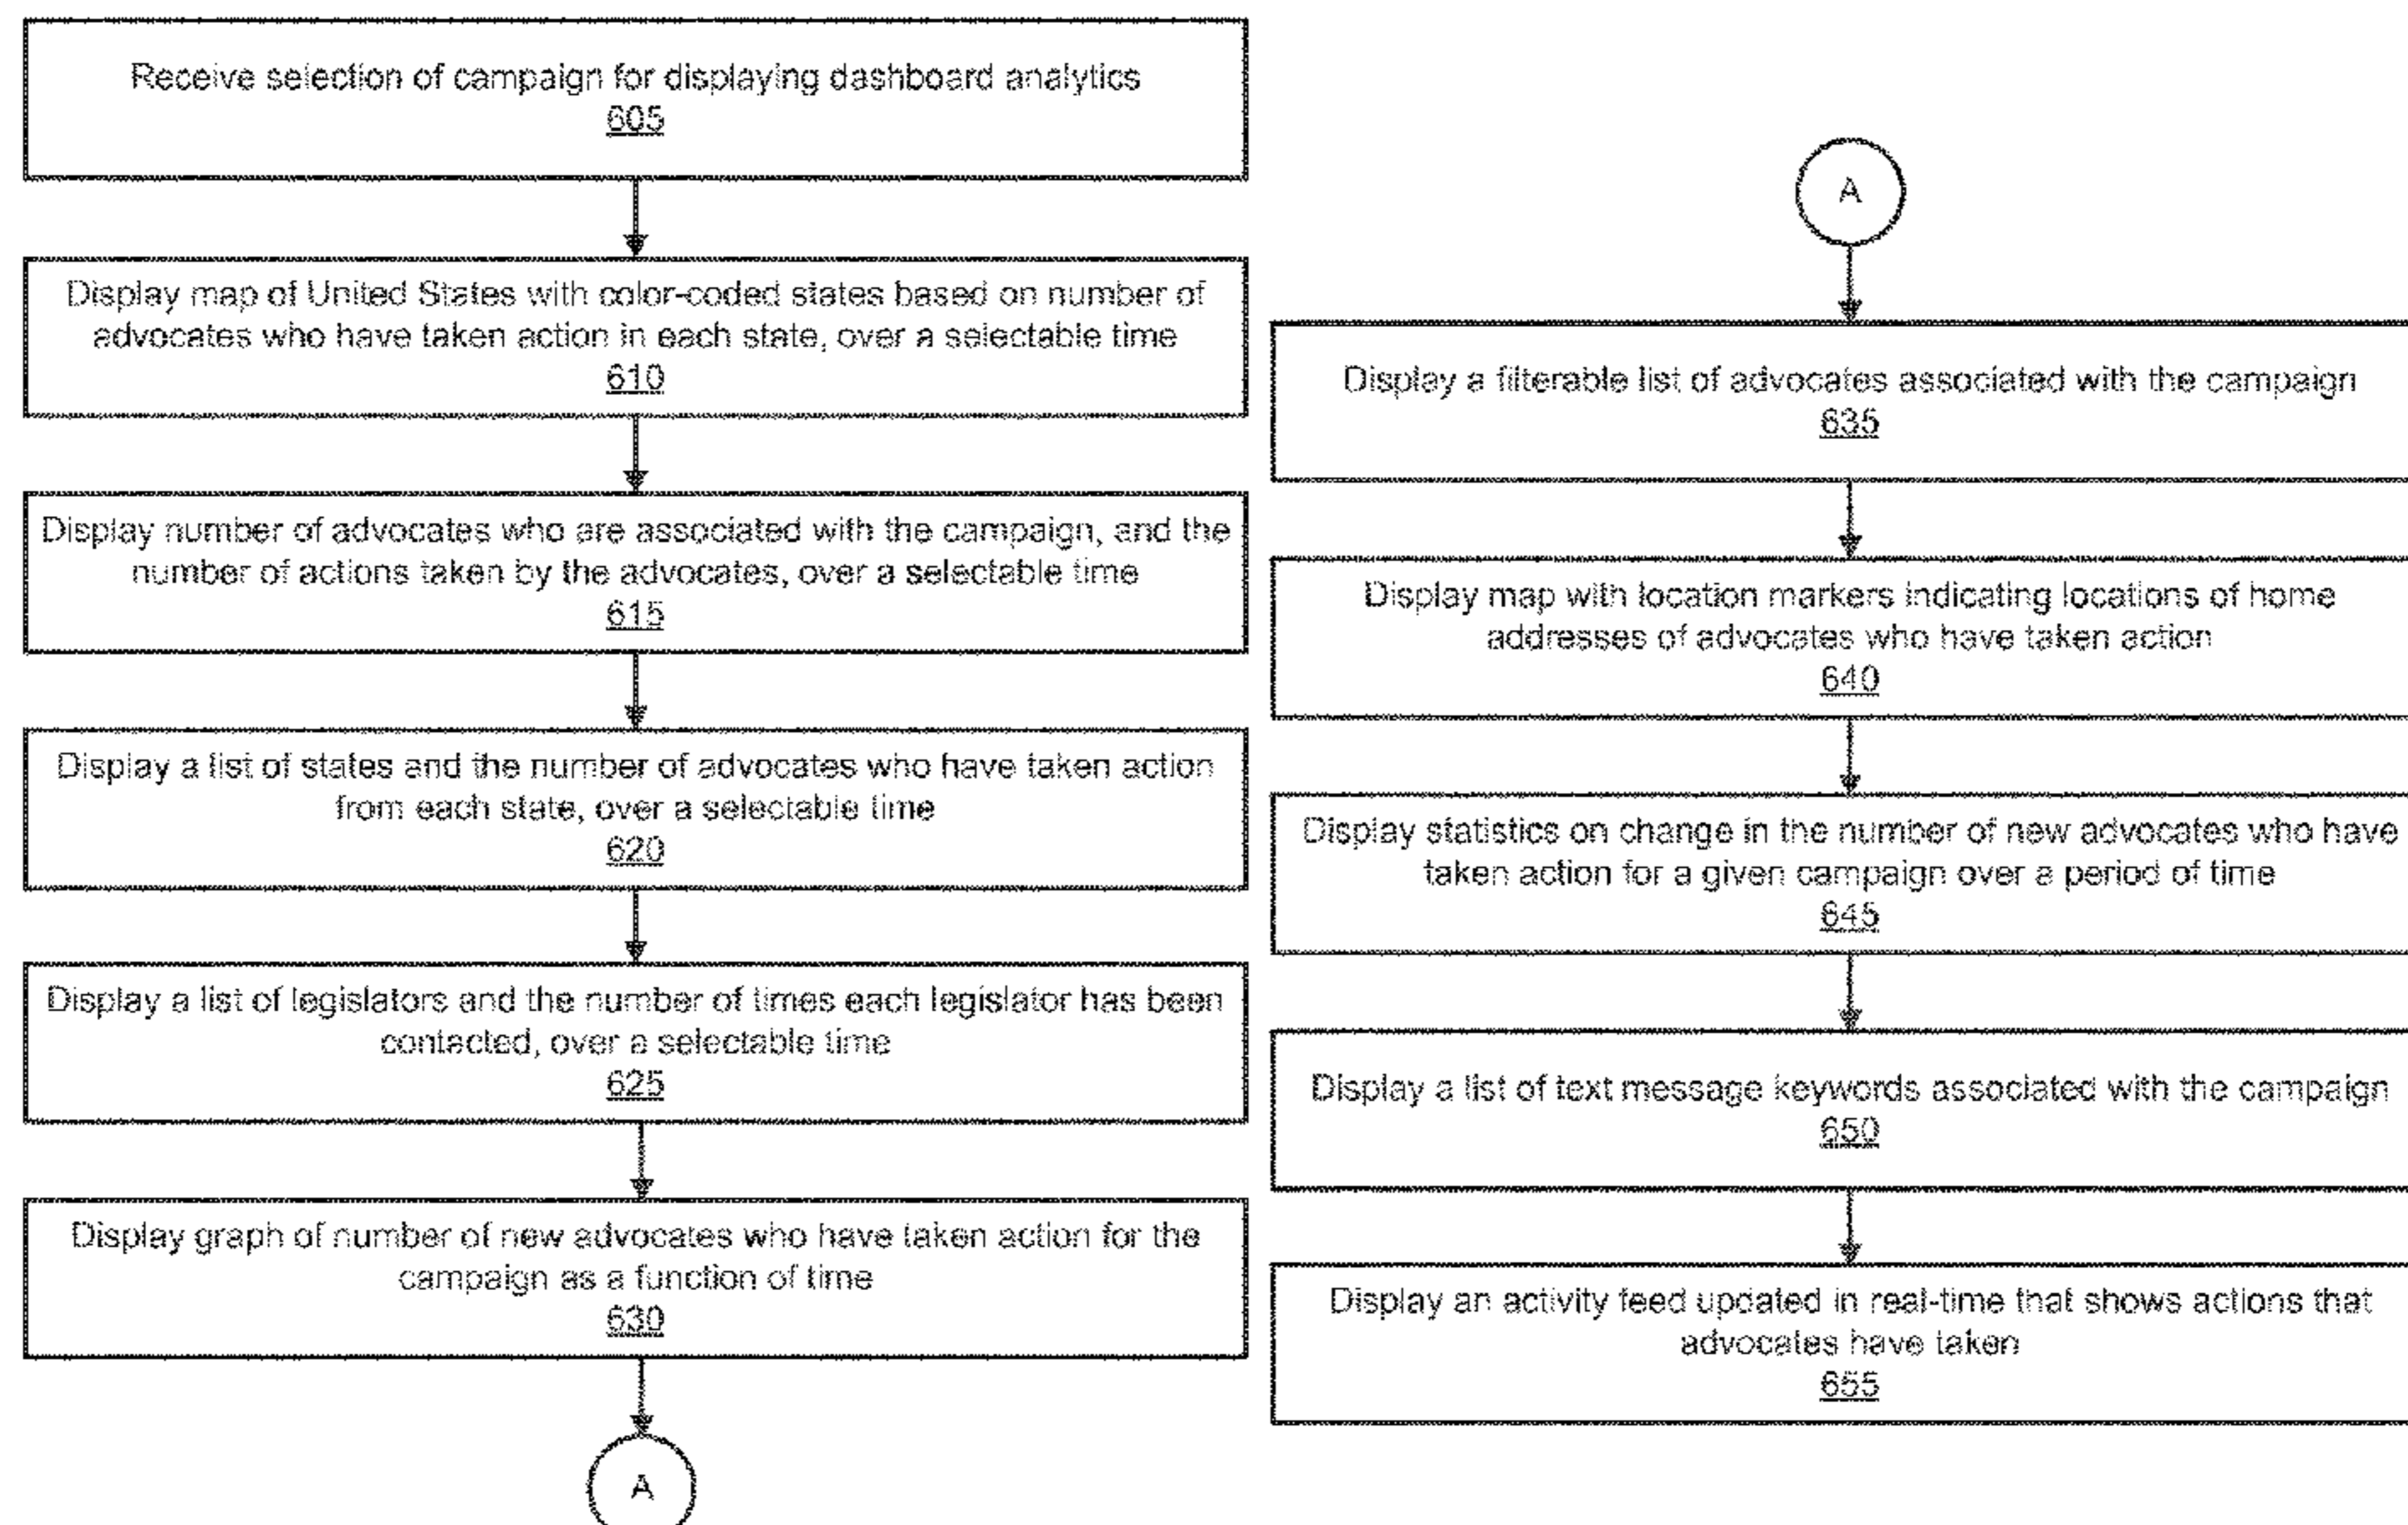 Receive selection of campaign for displaying dashboard analytics
605
Display map of United States with color-coded states based on number of
advocates who have taken action in each state, over a selectable time
610
Display number of advocates who are associated with the campaign, and the
number of actions taken by the advocates, over a selectable time
615
Display a list of states and the number of advocates who have taken action
from each state, over a selectable time
620
Display a list of legislators and the number of times each legislator has been
contacted, over a selectable time
625
Display graph of number of new advocates who have taken action for the
campaign as a function of time
630
A
A
Display a filterable list of advocates associated with the campaign
635
Display map with location markers indicating locations of home
addresses of advocates who have taken action
640
Display statistics on change in the number of new advocates who have
taken action for a given campaign over a period of time
645
Display a list of text message keywords associated with the campaign
650
Display an activity feed updated in real-time that shows actions that
advocates have taken
655